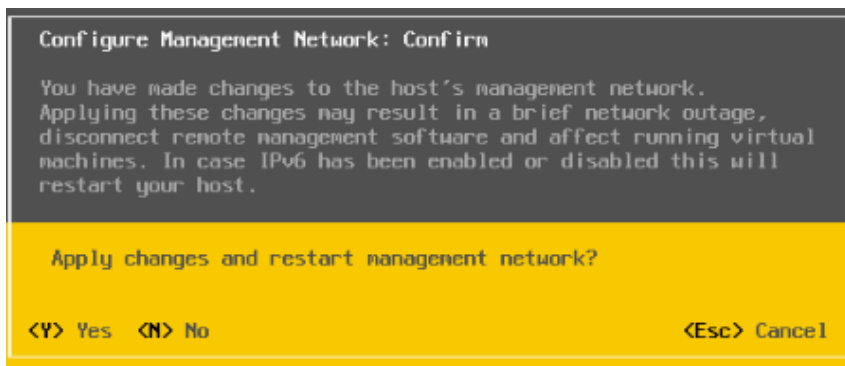 Configure Management Network: Confirm
You have made changes to the host's management network.
Applying these changes may result in a brief network outage,
disconnect remote management software and affect running virtual
machines. In case IPv6 has been enabled or disabled this will
restart your host.
Apply changes and restart management network?
<Y> Yes <N> No <Esc> Cancel